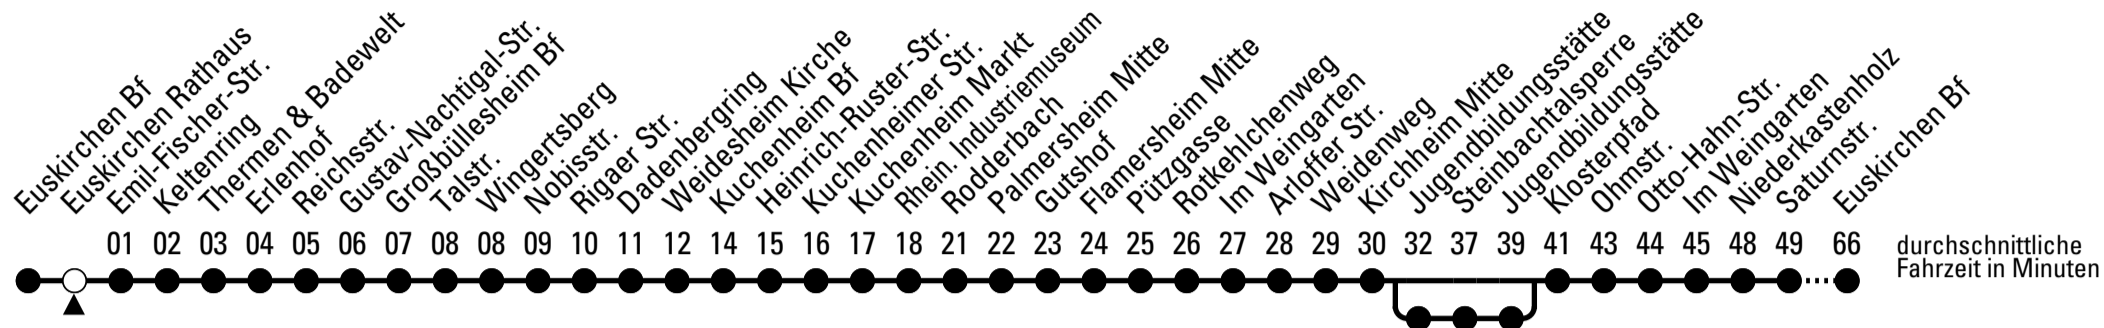 Euskirchen Bf
Euskirchen Rathaus
Emil-Fischer-Str.
Keltenring
Thermen & Badewelt
Erlenhof
Reichsstr.
Gustav-Nachtigal-Str.
Großbüllesheim Bf
Talstr.
Wingertsberg
Nobisstr.
Rigaer Str.
Dadenbergring
Weidesheim Kirche
Kuchenheim Bf
Heinrich-Ruster-Str.
Kuchenheimer Str.
Kuchenheim Markt
Rhein. Industriemuseum
Rodderbach
Palmersheim Mitte
Gutshof
Flamersheim Mitte
Pützgasse
Rotkehlchenweg
Im Weingarten
Arloffer Str.
Weidenweg
Kirchheim Mitte
Jugendbildungsstätte
Steinbachtalsperre
Jugendbildungsstätte
Klosterpfad
Ohmstr.
Otto-Hahn-Str.
Im Weingarten
Niederkastenholz
Saturnstr.
Euskirchen Bf
01 02 03 04 05 06 07 08 08 09 10 11 12 14 15 16 17 18 21 22 23 24 25 26 27 28 29 30 32 37 39 41 43 44 45 48 49 66
durchschnittliche
Fahrzeit in Minuten